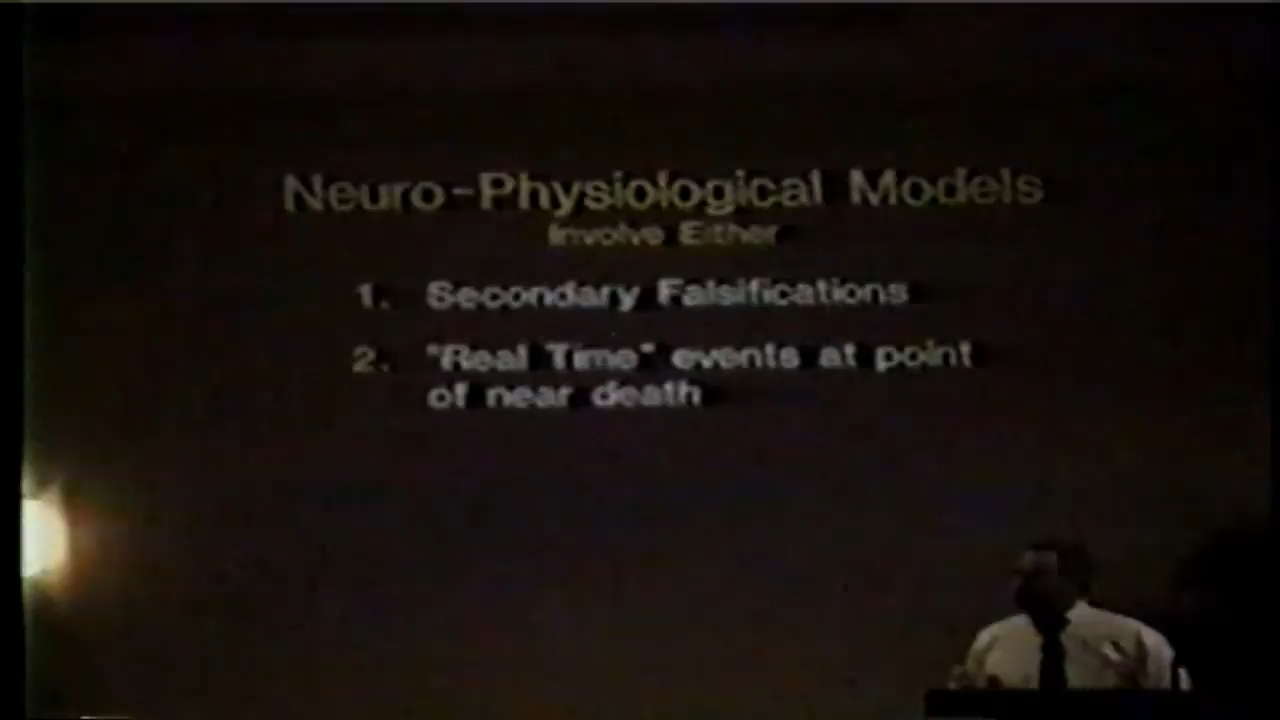 Neuro-Physiological Models
Involve Either
1. Secondary Falsifications
2. "Real Time" events at point
of near death